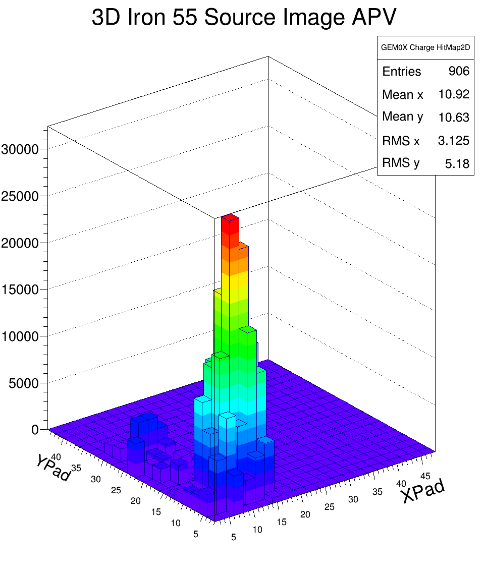 3D Iron 55 Source Image APV
GEM0X Charge HitMap2D
Entries 906
Mean x 10.92
Mean y 10.63
RMS x 3.125
RMS y 5.18
30000
25000
20000
15000
10000
5000
0
40
35
30
25
20
15
10
5
YPad
5
10
15
20
25
30
35
40
45
XPad